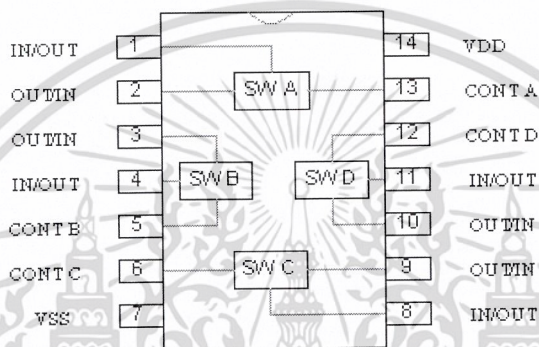 IN/OUT 1 14 VDD
OUT/IN 2 SW A 13 CONT A
OUT/IN 3 12 CONT D
IN/OUT 4 SW B SW D 11 IN/OUT
CONT B 5 10 OUT/IN
CONT C 6 SW C 9 OUT/IN
VSS 7 8 IN/OUT